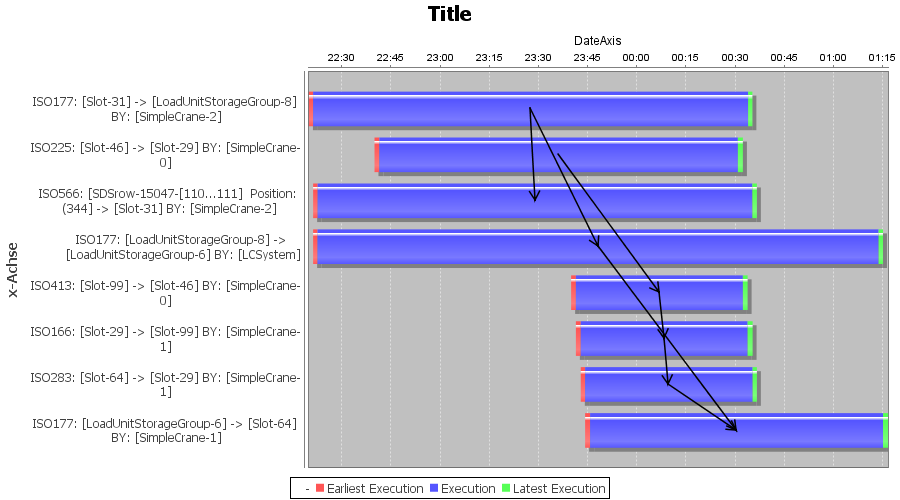 Title
DateAxis
22:30 22:45 23:00 23:15 23:30 23:45 00:00 00:15 00:30 00:45 01:00 01:15
x-Achse
ISO177: [Slot-31] -> [LoadUnitStorageGroup-8]
BY: [SimpleCrane-2]
ISO225: [Slot-46] -> [Slot-29] BY: [SimpleCrane-
0]
ISO566: [SDSrow-15047-[110...111] Position:
(344] -> [Slot-31] BY: [SimpleCrane-2]
ISO177: [LoadUnitStorageGroup-8] ->
[LoadUnitStorageGroup-6] BY: [LCSystem]
ISO413: [Slot-99] -> [Slot-46] BY: [SimpleCrane-
0]
ISO166: [Slot-29] -> [Slot-99] BY: [SimpleCrane-
1]
ISO283: [Slot-64] -> [Slot-29] BY: [SimpleCrane-
1]
ISO177: [LoadUnitStorageGroup-6] -> [Slot-64]
BY: [SimpleCrane-1]
- Earliest Execution Execution Latest Execution